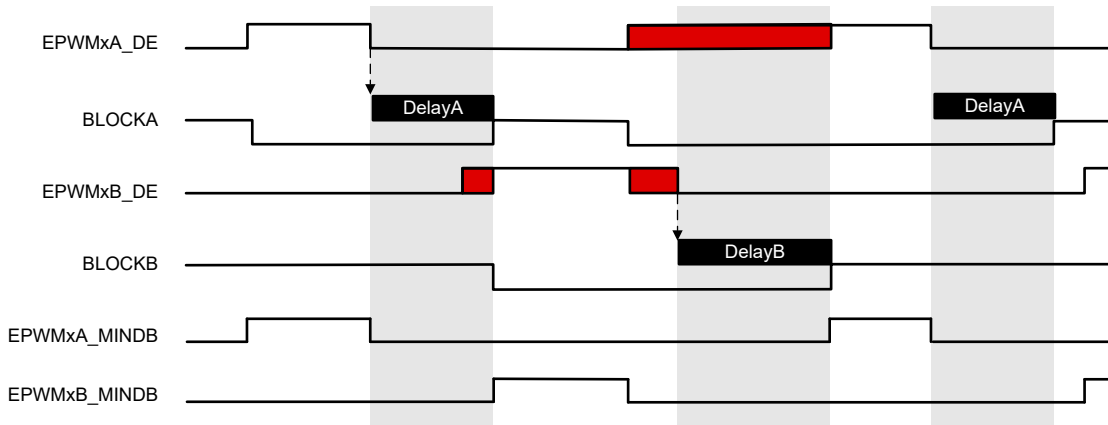 EPWMxA_DE
DelayA
DelayA
BLOCKA
EPWMxB_DE
DelayB
BLOCKB
EPWMxA_MINDB
EPWMxB_MINDB